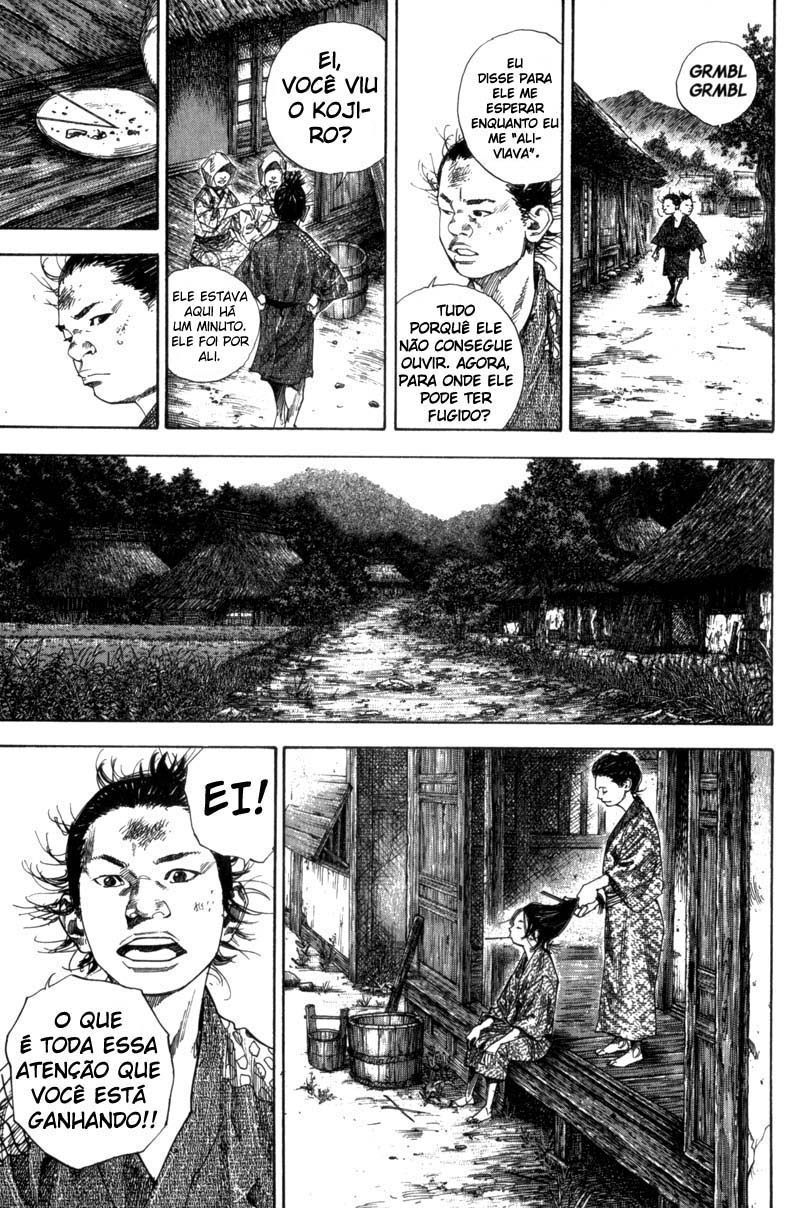 GRMBL
GRMBL
EU
DISSE PARA
ELE ME
ESPERAR
ENQUANTO EU
ME "ALI-
VIAVA".
TUDO
PORQUÊ ELE
NÃO CONSEGUE
OUVIR. AGORA,
PARA ONDE ELE
PODE TER
FUGIDO?
EI,
VOCÊ VIU
O KOJI-
RO?
ELE ESTAVA
AQUI HÁ
UM MINUTO.
ELE FOI POR
ALI.
EI!
O QUE
É TODA ESSA
ATENÇÃO QUE
VOCÊ ESTÁ
GANHANDO!!